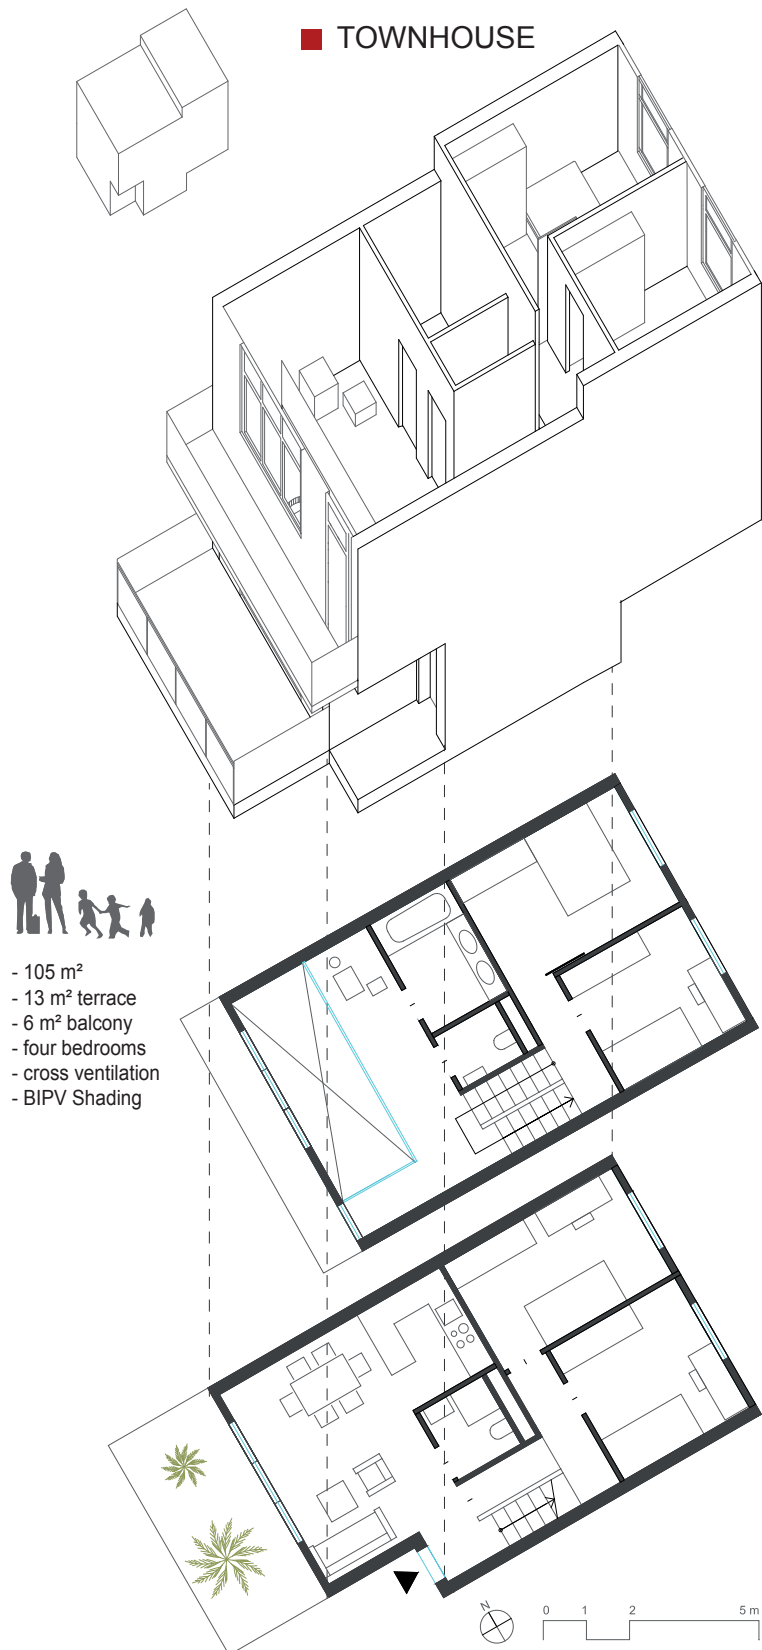 TOWNHOUSE
- 105 m²
- 13 m² terrace
- 6 m² balcony
- four bedrooms
- cross ventilation
- BIPV Shading
N
0 1 2 5 m